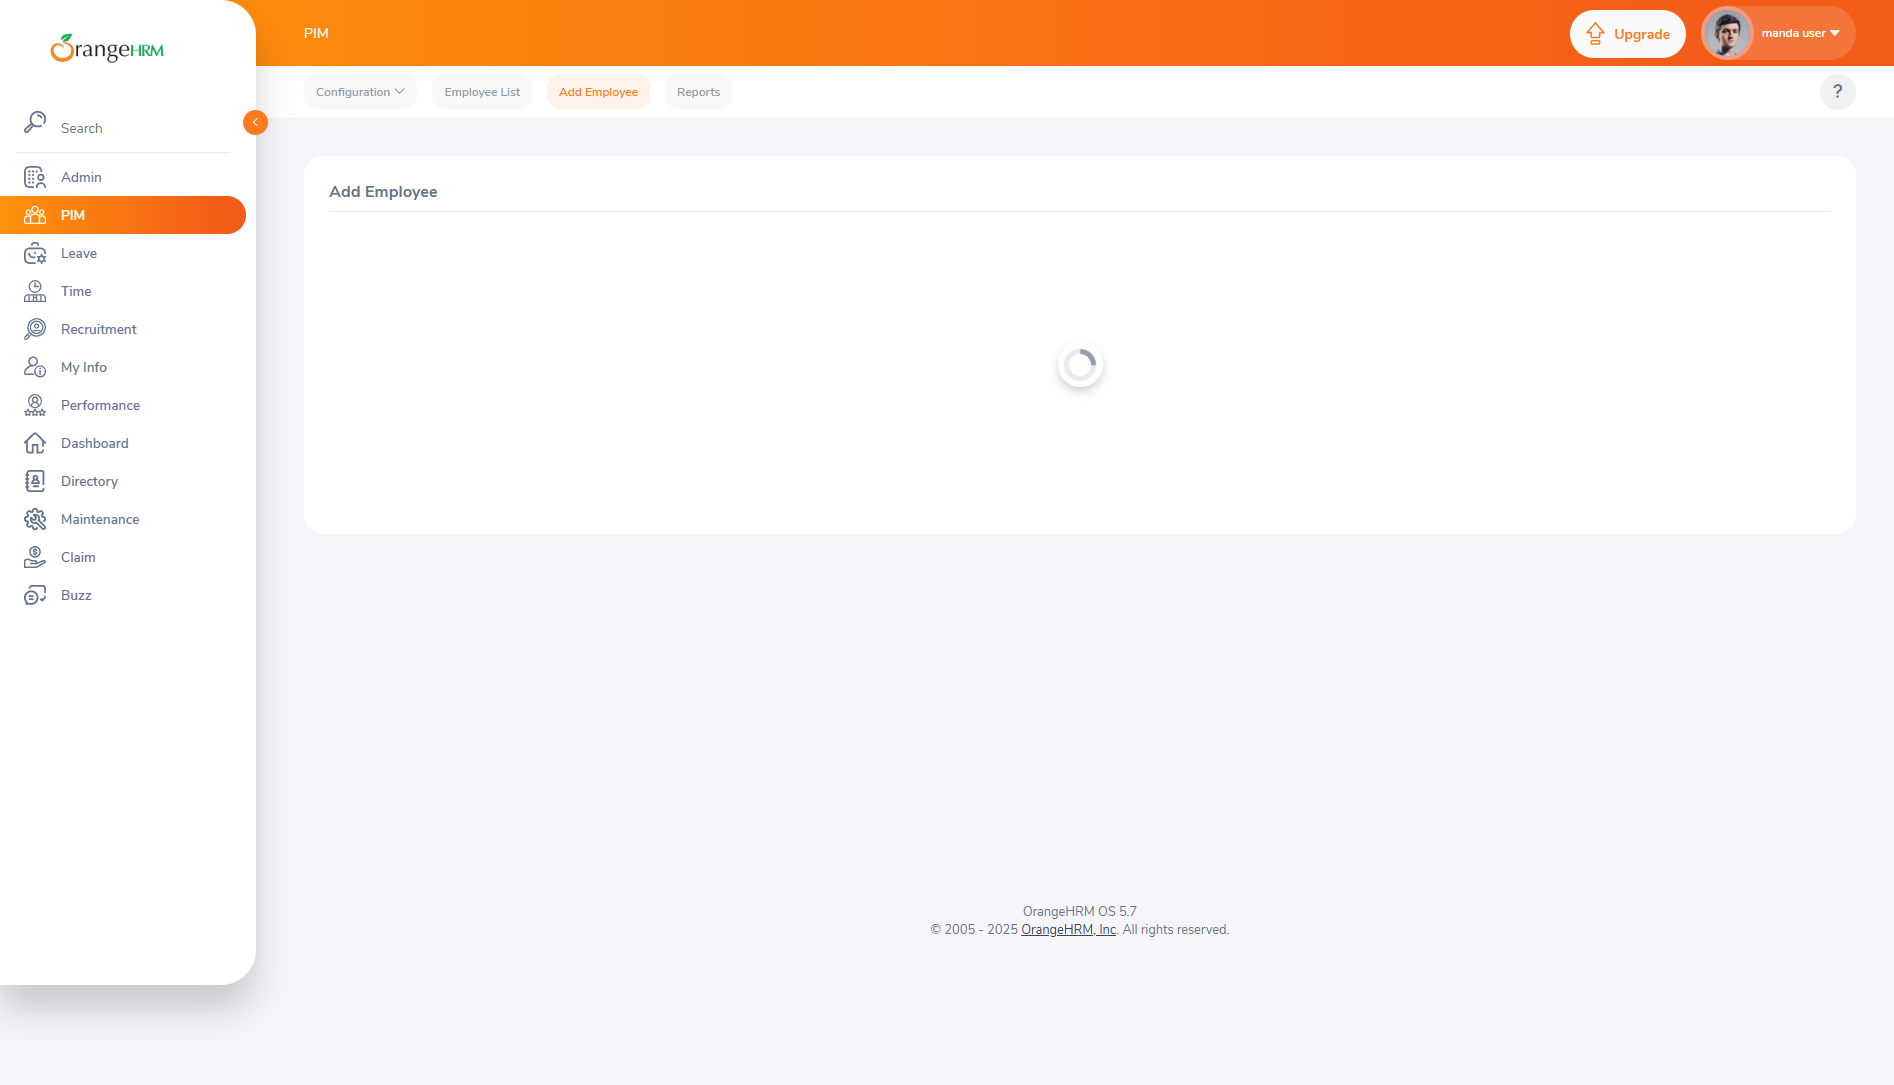 OrangeHRM
PIM
Upgrade
manda user
Configuration
Employee List
Add Employee
Reports
?
Search
Admin
PIM
Leave
Time
Recruitment
My Info
Performance
Dashboard
Directory
Maintenance
Claim
Buzz
Add Employee
OrangeHRM OS 5.7
© 2005 - 2025 OrangeHRM, Inc. All rights reserved.